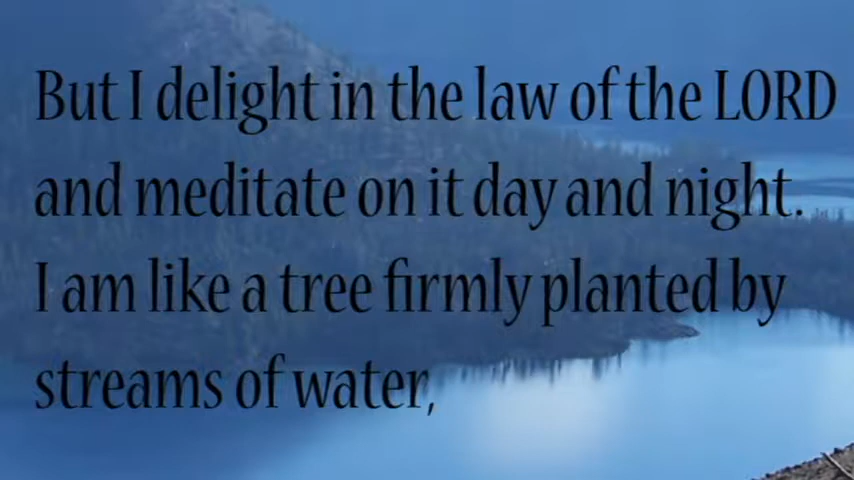 But I delight in the law of the LORD
and meditate on it day and night.
I am like a tree firmly planted by
streams of water,